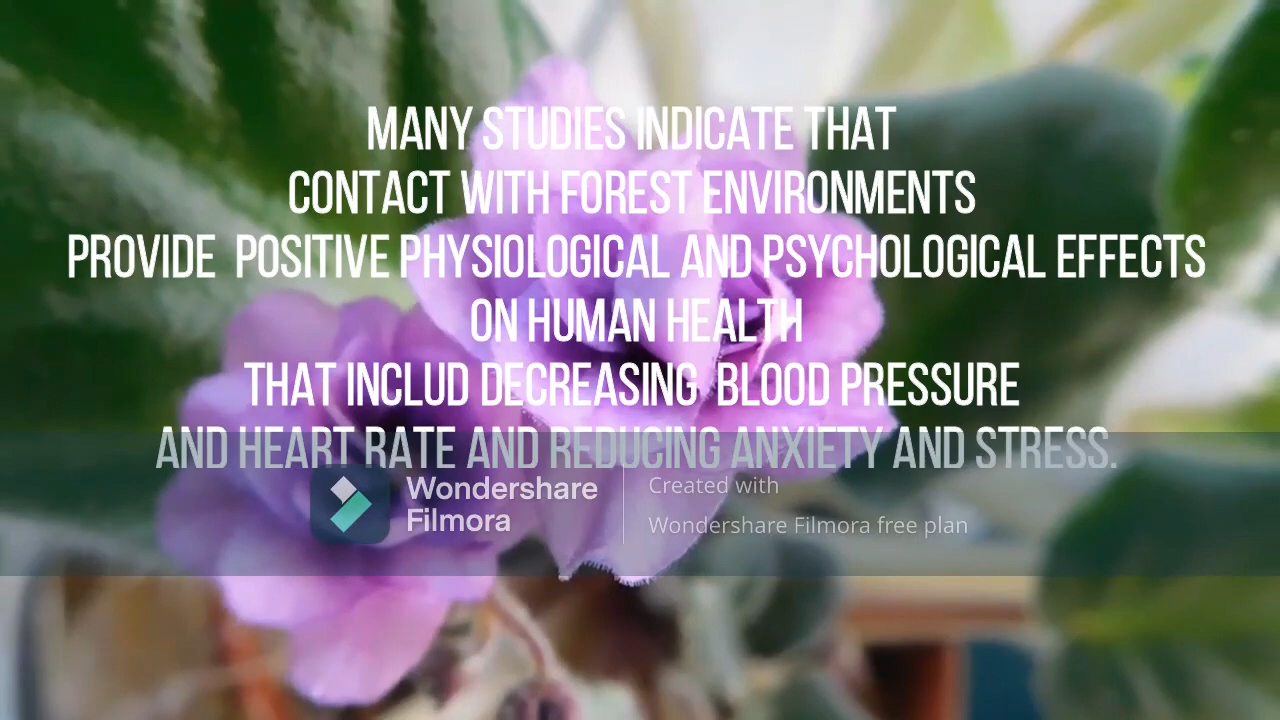 MANY STUDIES INDICATE THAT
CONTACT WITH FOREST ENVIRONMENTS
PROVIDE POSITIVE PHYSIOLOGICAL AND PSYCHOLOGICAL EFFECTS
ON HUMAN HEALTH
THAT INCLUD DECREASING BLOOD PRESSURE
AND HEART RATE AND REDUCING ANXIETY AND STRESS.
Wondershare
Filmora
Created with
Wondershare Filmora free plan